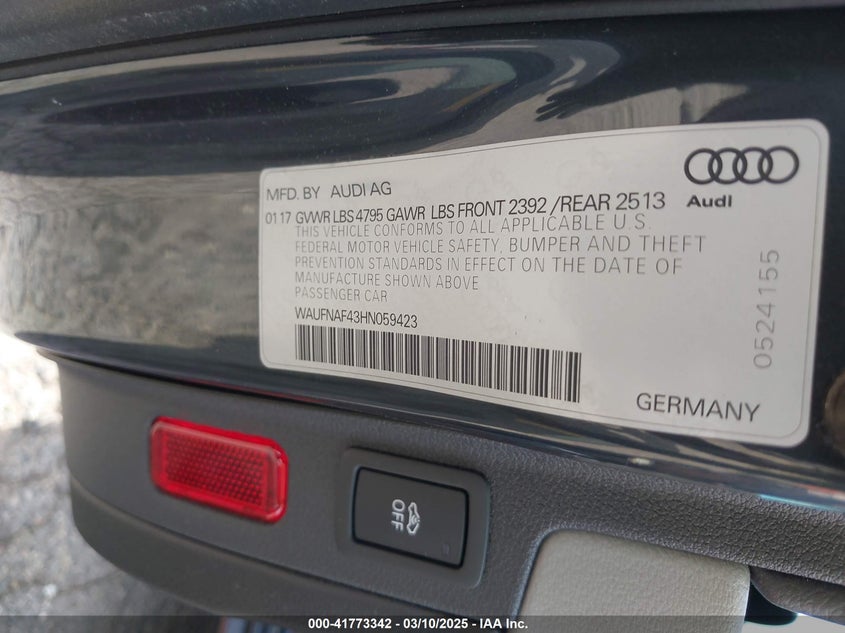 MFD. BY AUDI AG
Audi
01 17 GVWR LBS 4795 GAWR LBS FRONT 2392 / REAR 2513
THIS VEHICLE CONFORMS TO ALL APPLICABLE U.S.
FEDERAL MOTOR VEHICLE SAFETY, BUMPER AND THEFT
PREVENTION STANDARDS IN EFFECT ON THE DATE OF
MANUFACTURE SHOWN ABOVE
PASSENGER CAR
WAUFNAF43HN059423
0524155
GERMANY
OFF
000-41773342 - 03/10/2025 - IAA Inc.